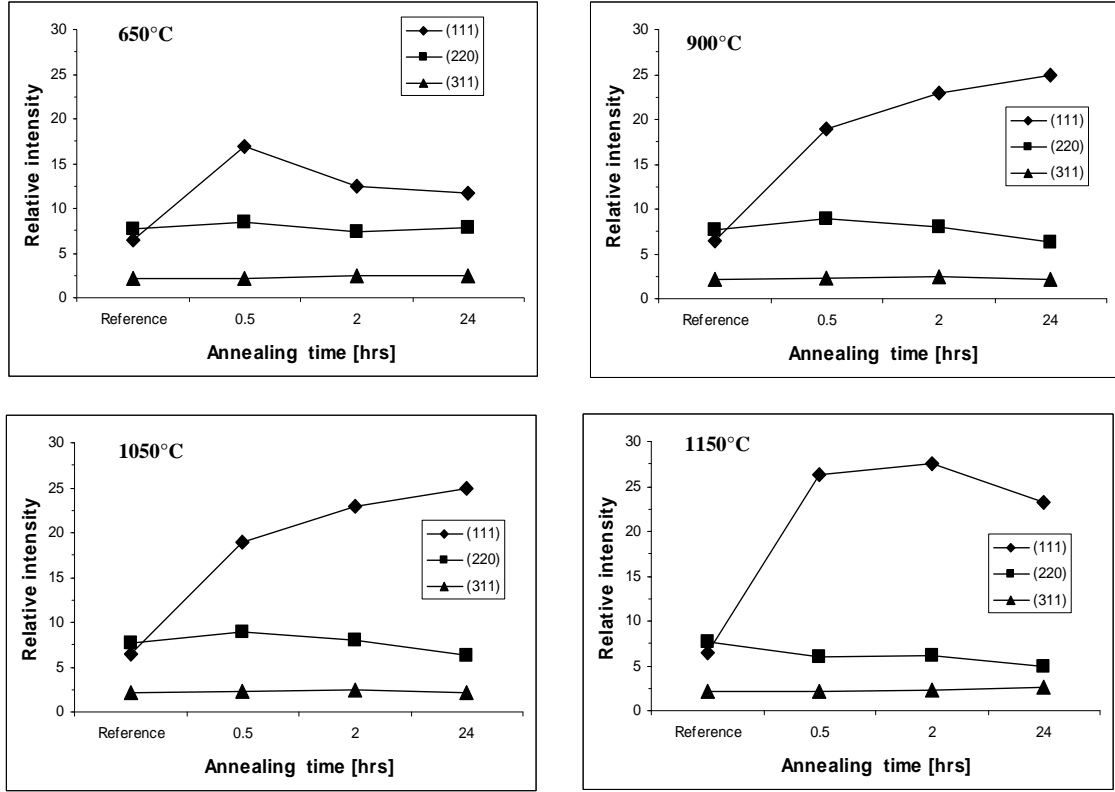 650°C
30
25
20
15
10
5
0
Relative intensity
(111)
(220)
(311)
Reference 0.5 2 24
Annealing time [hrs]
900°C
30
25
20
15
10
5
0
Relative intensity
(111)
(220)
(311)
Reference 0.5 2 24
Annealing time [hrs]
1050°C
30
25
20
15
10
5
0
Relative intensity
(111)
(220)
(311)
Reference 0.5 2 24
Annealing time [hrs]
1150°C
30
25
20
15
10
5
0
Relative intensity
(111)
(220)
(311)
Reference 0.5 2 24
Annealing time [hrs]